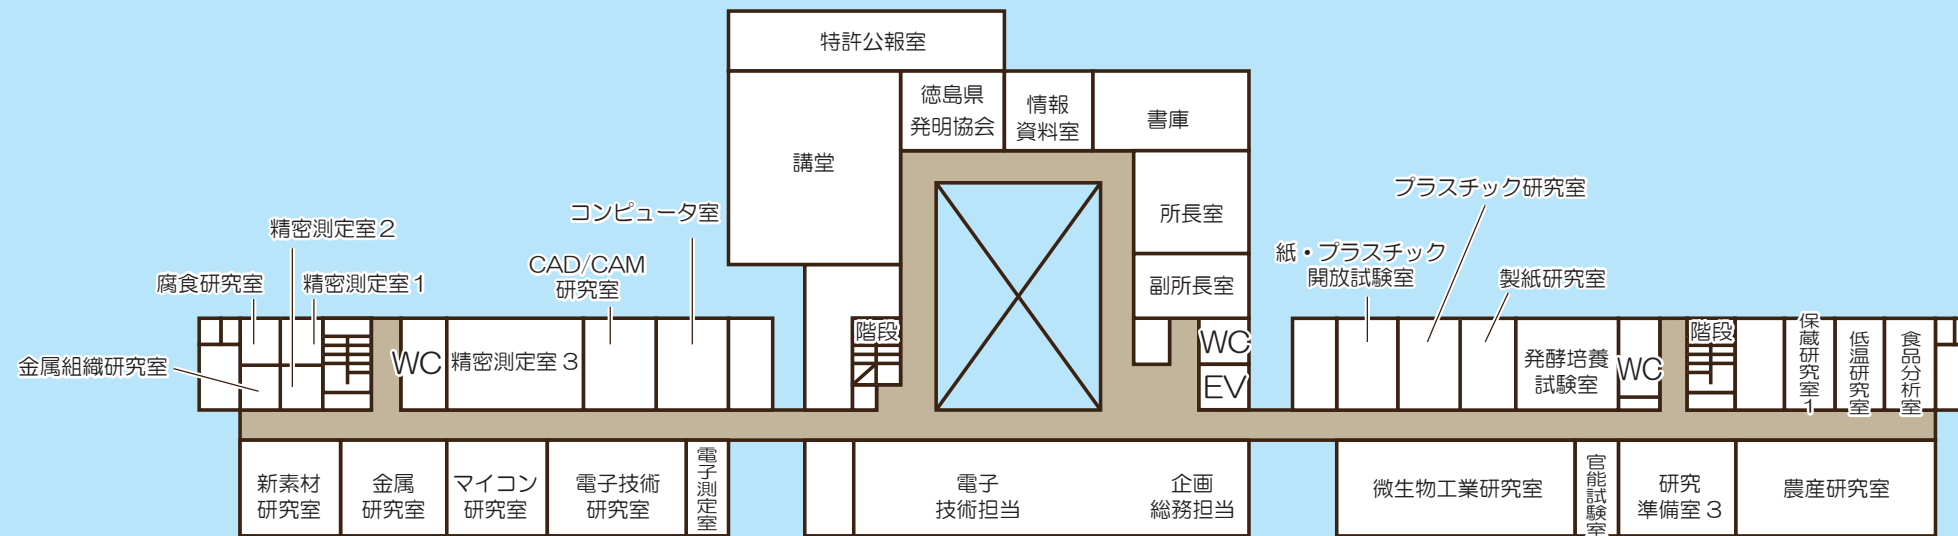 特許公報室
徳島県
発明協会
情報
資料室
書庫
講堂
所長室
副所長室
プラスチック研究室
紙・プラスチック
開放試験室
製紙研究室
コンピュータ室
精密測定室2
CAD/CAM
研究室
腐食研究室
精密測定室1
金属組織研究室
WC
精密測定室3
階段
WC
EV
発酵培養
試験室
WC
階段
保蔵研究室1
低温研究室
食品分析室
新素材
研究室
金属
研究室
マイコン
研究室
電子技術
研究室
電子測定室
電子
技術担当
企画
総務担当
微生物工業研究室
官能試験室
研究
準備室3
農産研究室